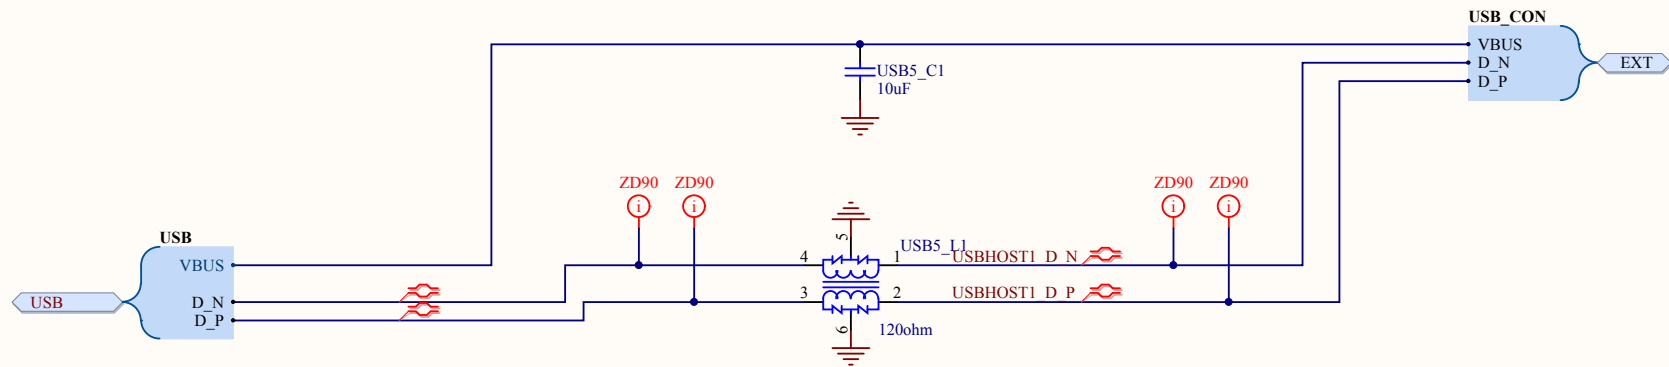 USB_CON
VBUS
D_N
D_P
EXT
USB5_C1
10uF
ZD90
ZD90
ZD90
ZD90
i
i
i
i
USB
VBUS
D_N
D_P
USB
5
USB5_L1
4
1
USBHOST1_D_N
3
2
USBHOST1_D_P
6
120ohm